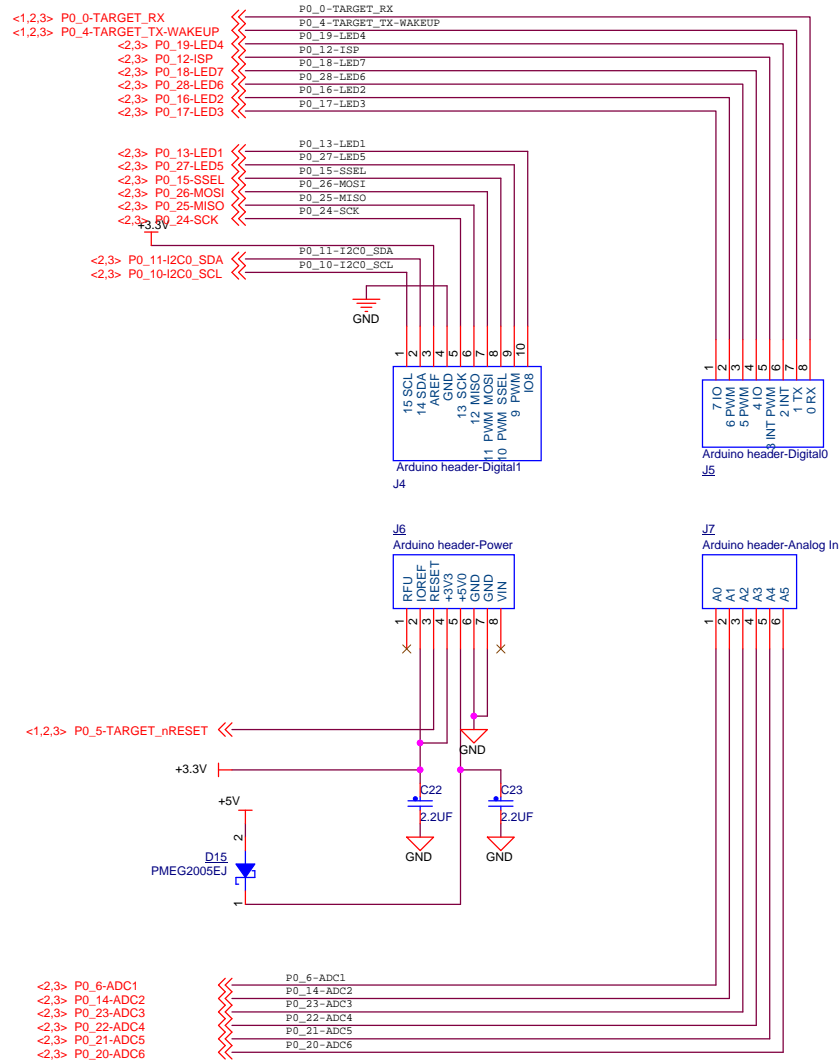 <1,2,3> P0_0-TARGET_RX P0_0-TARGET_RX
<1,2,3> P0_4-TARGET_TX-WAKEUP P0_4-TARGET_TX-WAKEUP
<2,3> P0_19-LED4 P0_19-LED4
<2,3> P0_12-ISP P0_12-ISP
<2,3> P0_18-LED7 P0_18-LED7
<2,3> P0_28-LED6 P0_28-LED6
<2,3> P0_16-LED2 P0_16-LED2
<2,3> P0_17-LED3 P0_17-LED3
<2,3> P0_13-LED1 P0_13-LED1
<2,3> P0_27-LED5 P0_27-LED5
<2,3> P0_15-SSEL P0_15-SSEL
<2,3> P0_26-MOSI P0_26-MOSI
<2,3> P0_25-MISO P0_25-MISO
<2,3> P0_24-SCK P0_24-SCK
+3.3V
<2,3> P0_11-I2C0_SDA P0_11-I2C0_SDA
<2,3> P0_10-I2C0_SCL P0_10-I2C0_SCL
GND
1 2 3 4 5 6 7 8 9 10
15 SCL
14 SDA
AREF
GND
13 SCK
12 MISO
11 PWM MOSI
10 PWM SSEL
9 PWM
IO8
Arduino header-Digital1
J4
1 2 3 4 5 6 7 8
7 IO
6 PWM
5 PWM
4 IO
3 INT PWM
2 INT
1 TX
0 RX
Arduino header-Digital0
J5
J6
Arduino header-Power
RFU
IOREF
RESET
+3V3
+5V0
GND
GND
VIN
1 2 3 4 5 6 7 8
J7
Arduino header-Analog In
A0
A1
A2
A3
A4
A5
1 2 3 4 5 6
<1,2,3> P0_5-TARGET_nRESET
GND
+3.3V
C22
2.2UF
GND
C23
2.2UF
GND
+5V
2
D15
PMEG2005EJ
1
<2,3> P0_6-ADC1 P0_6-ADC1
<2,3> P0_14-ADC2 P0_14-ADC2
<2,3> P0_23-ADC3 P0_23-ADC3
<2,3> P0_22-ADC4 P0_22-ADC4
<2,3> P0_21-ADC5 P0_21-ADC5
<2,3> P0_20-ADC6 P0_20-ADC6